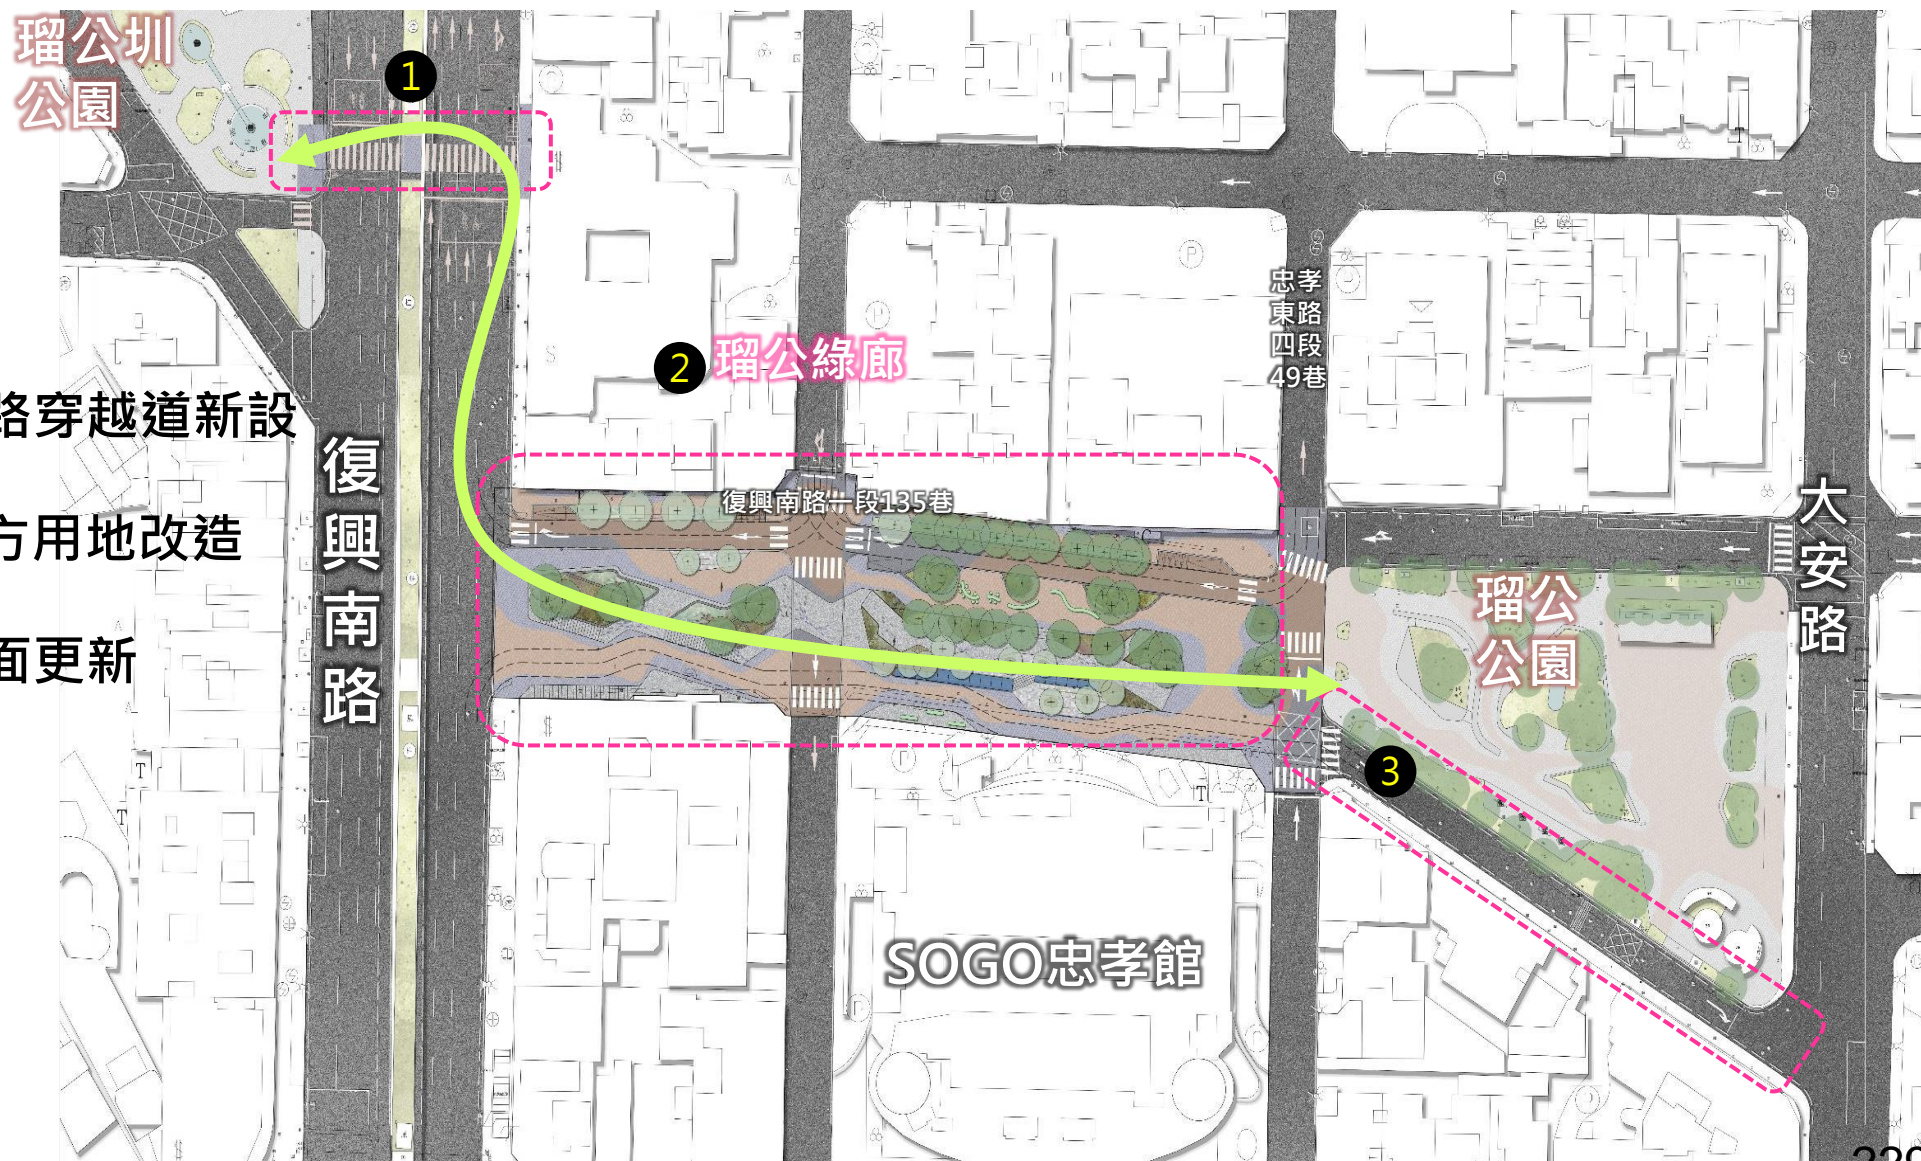 瑠公圳
公園
1
2
瑠公綠廊
忠孝
東路
四段
49巷
路穿越道新設
復興南路
復興南路一段135巷
大安路
方用地改造
瑠公
公園
面更新
3
SOGO忠孝館